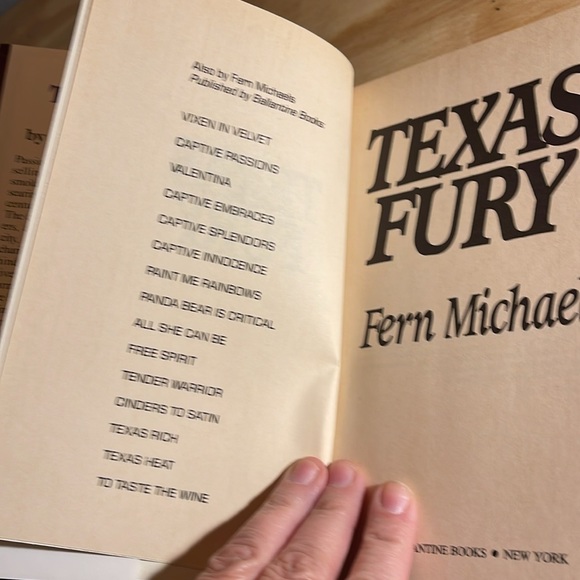 Also by Fern Michaels
Published by Ballantine Books
VIXEN IN VELVET
CAPTIVE PASSIONS
VALENTINA
CAPTIVE EMBRACES
CAPTIVE SPLENDORS
CAPTIVE INNOCENCE
PAINT ME RAINBOWS
PANDA BEAR IS CRITICAL
ALL SHE CAN BE
FREE SPIRIT
TENDER WARRIOR
CINDERS TO SATIN
TEXAS RICH
TEXAS HEAT
TO TASTE THE WINE
TEXAS
FURY
Fern Michael
ANTINE BOOKS • NEW YORK
by